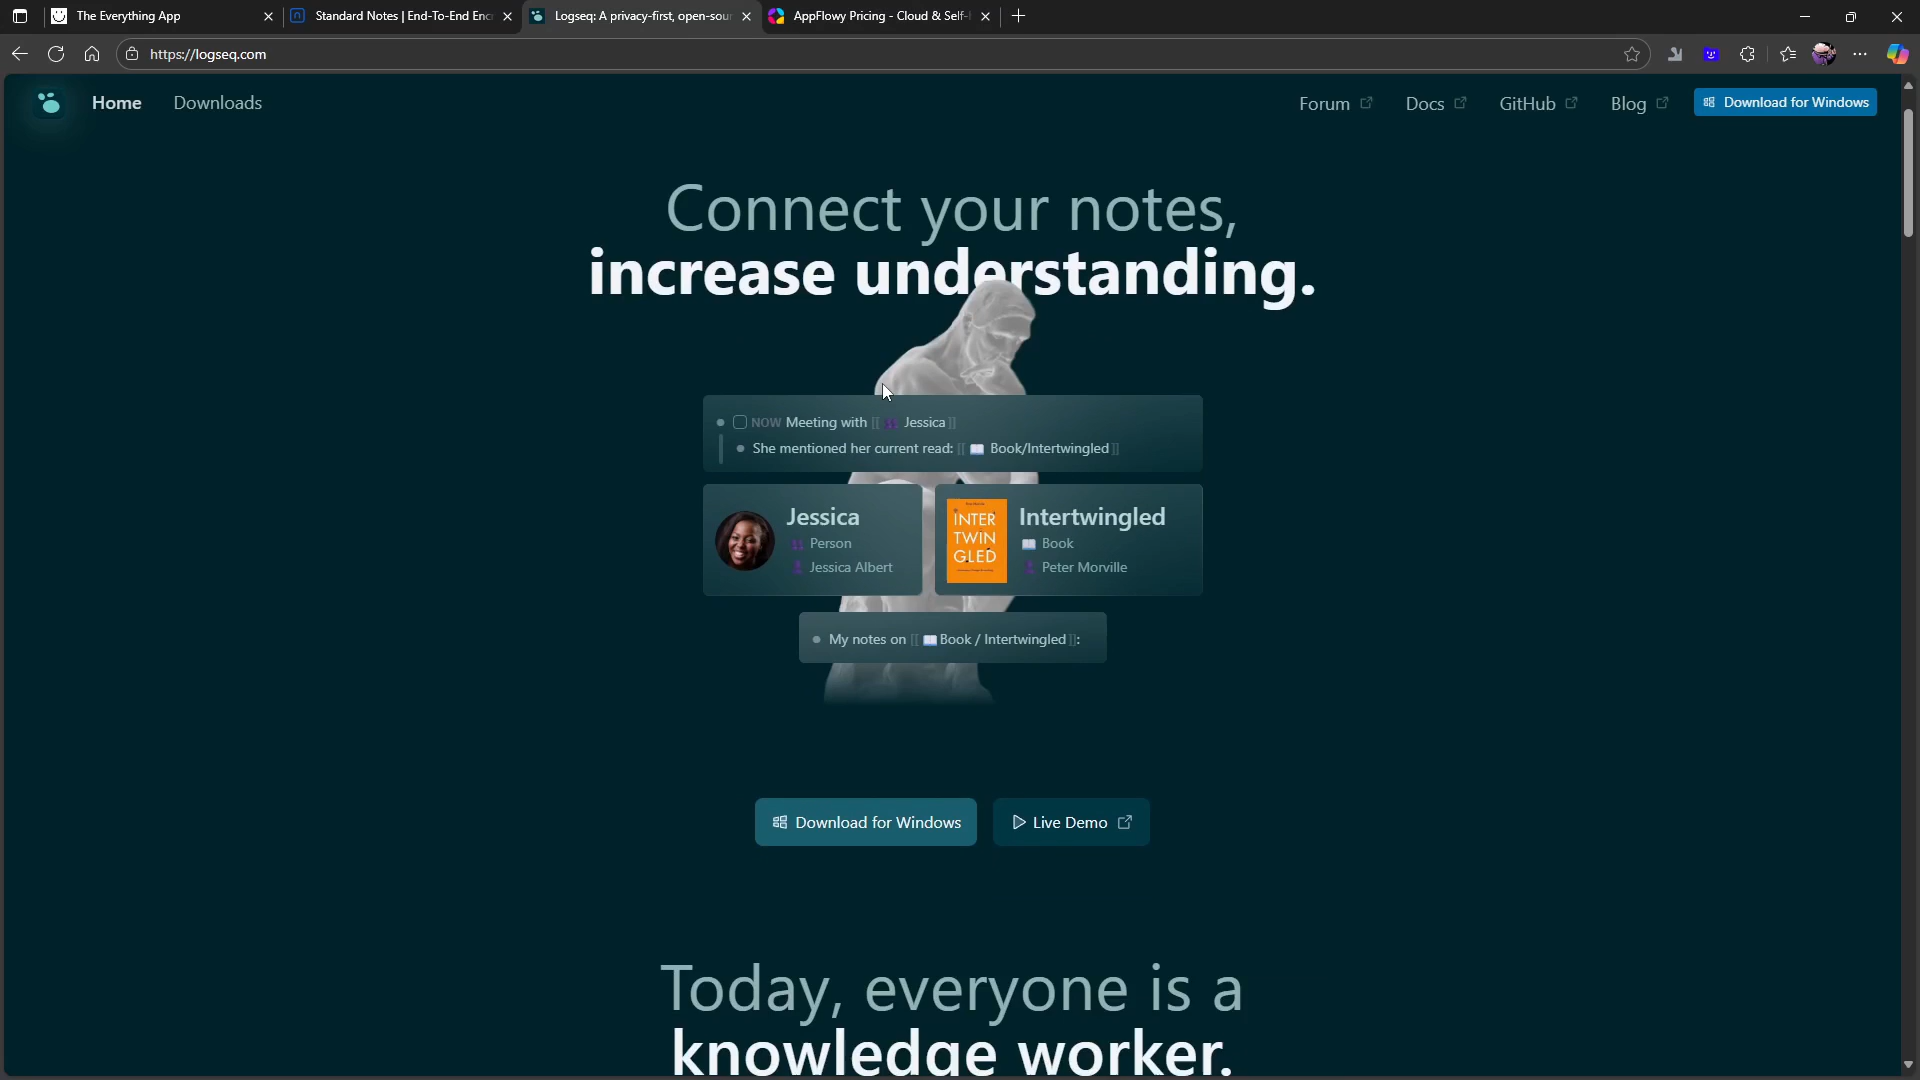 The Everything App
Standard Notes | End-To-End Enc
Logseq: A privacy-first, open-sour
AppFlowy Pricing - Cloud & Self-
https://logseq.com
Home
Downloads
Forum
Docs
GitHub
Blog
Download for Windows
Connect your notes,
increase understanding.
NOW Meeting with [[ Jessica ]]
She mentioned her current read: [[ 📖 Book/Intertwingled ]]
Jessica
Person
Jessica Albert
INTER
TWIN
GLED
Intertwingled
Book
Peter Morville
My notes on [[ 📖 Book / Intertwingled ]]:
Download for Windows
Live Demo
Today, everyone is a
knowledge worker.